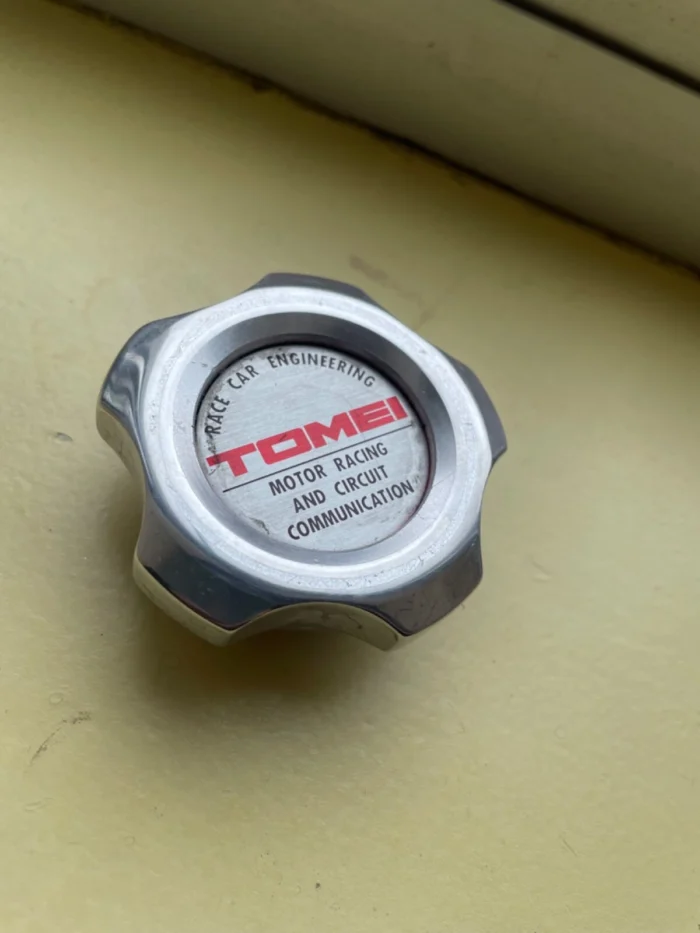 RACE CAR ENGINEERING
TOMEI
MOTOR RACING
AND CIRCUIT
COMMUNICATION